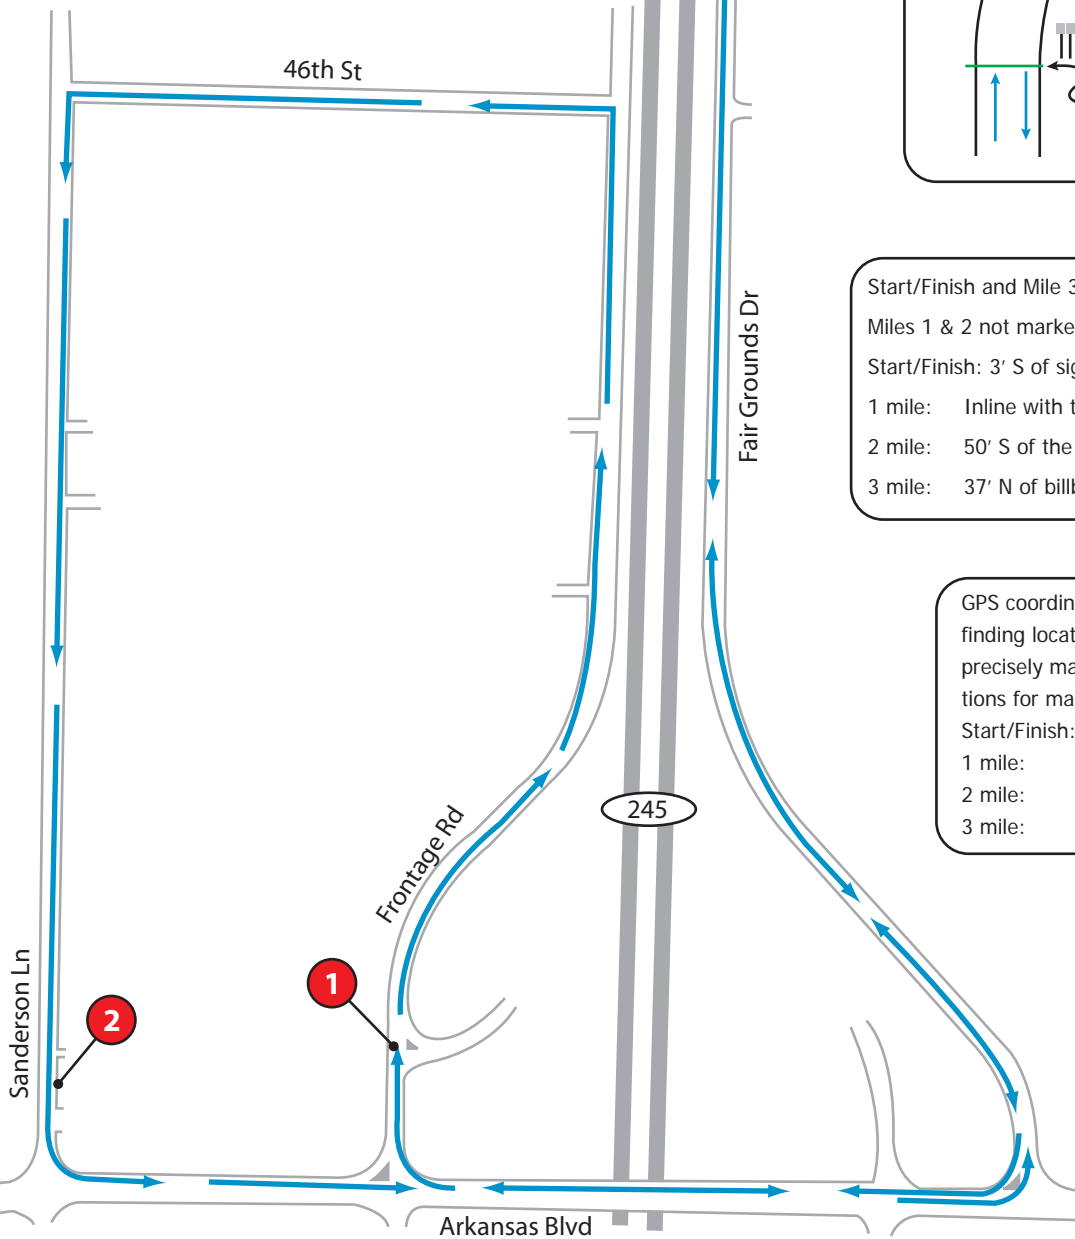 46th St
Fair Grounds Dr
Start/Finish and Mile 3
Miles 1 & 2 not marke
Start/Finish: 3' S of sig
1 mile: Inline with t
2 mile: 50' S of the
3 mile: 37' N of billb
GPS coordin
finding locat
precisely ma
tions for ma
Start/Finish:
1 mile:
2 mile:
3 mile:
245
Frontage Rd
Sanderson Ln
1
2
Arkansas Blvd